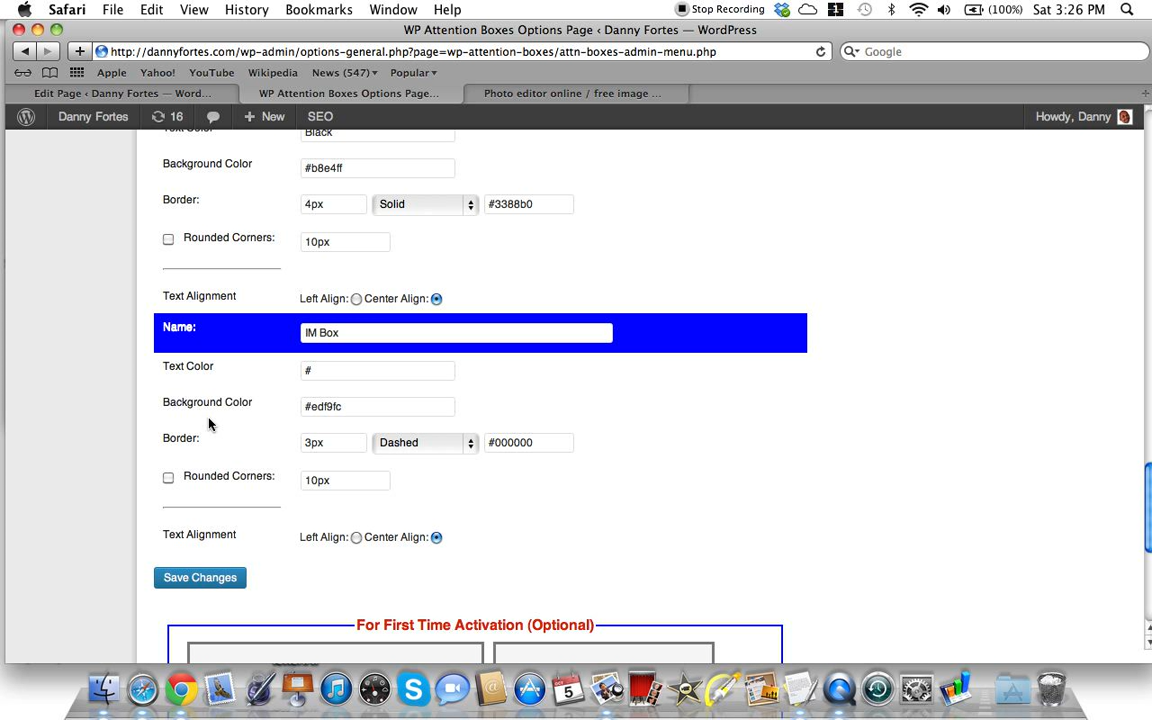 Safari File Edit View History Bookmarks Window Help Stop Recording (100%) Sat 3:26 PM
WP Attention Boxes Options Page ‹ Danny Fortes — WordPress
http://dannyfortes.com/wp-admin/options-general.php?page=wp-attention-boxes/attn-boxes-admin-menu.php Google
Apple Yahoo! YouTube Wikipedia News (547)▾ Popular▾
Edit Page ‹ Danny Fortes — Word... WP Attention Boxes Options Page... Photo editor online / free image ...
Danny Fortes 16 + New SEO Howdy, Danny
Text Color Black
Background Color #b8e4ff
Border: 4px Solid #3388b0
Rounded Corners: 10px
Text Alignment Left Align: Center Align:
Name: IM Box
Text Color #
Background Color #edf9fc
Border: 3px Dashed #000000
Rounded Corners: 10px
Text Alignment Left Align: Center Align:
Save Changes
For First Time Activation (Optional)